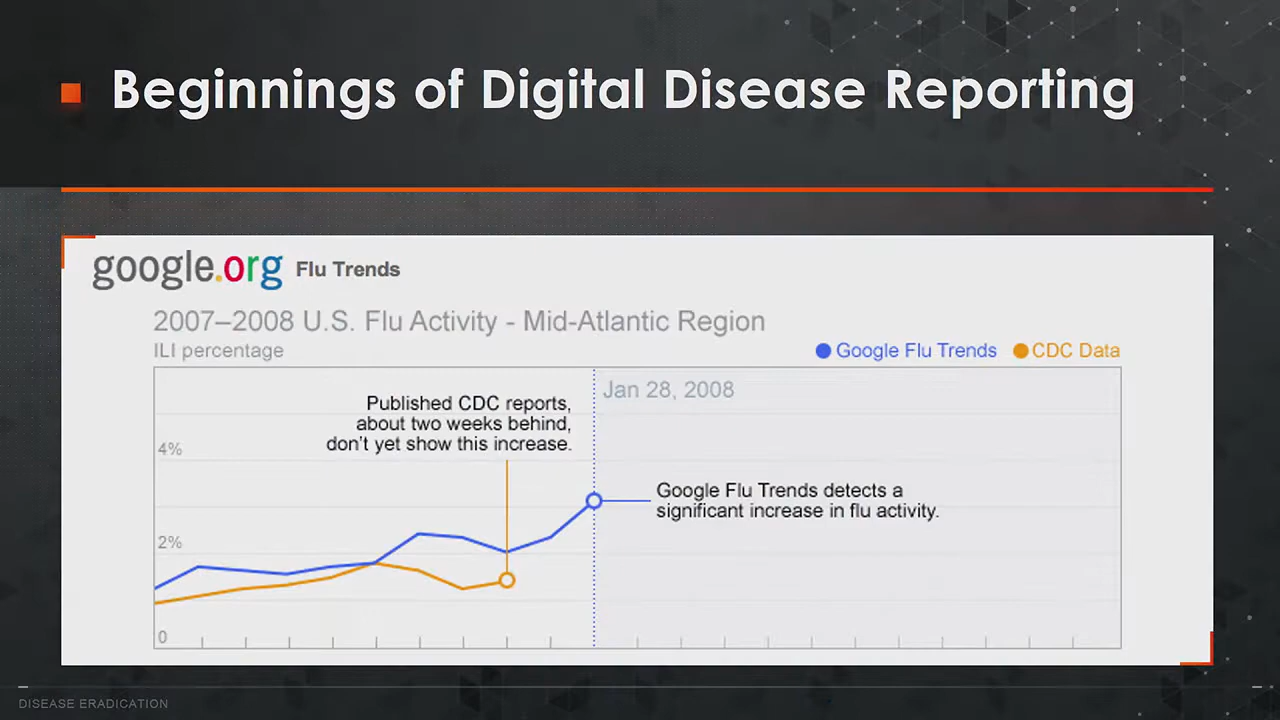 Beginnings of Digital Disease Reporting
google.org Flu Trends
2007–2008 U.S. Flu Activity - Mid-Atlantic Region
ILI percentage
Google Flu Trends
CDC Data
Jan 28, 2008
Published CDC reports,
about two weeks behind,
don't yet show this increase.
4%
Google Flu Trends detects a
significant increase in flu activity.
2%
0
DISEASE ERADICATION